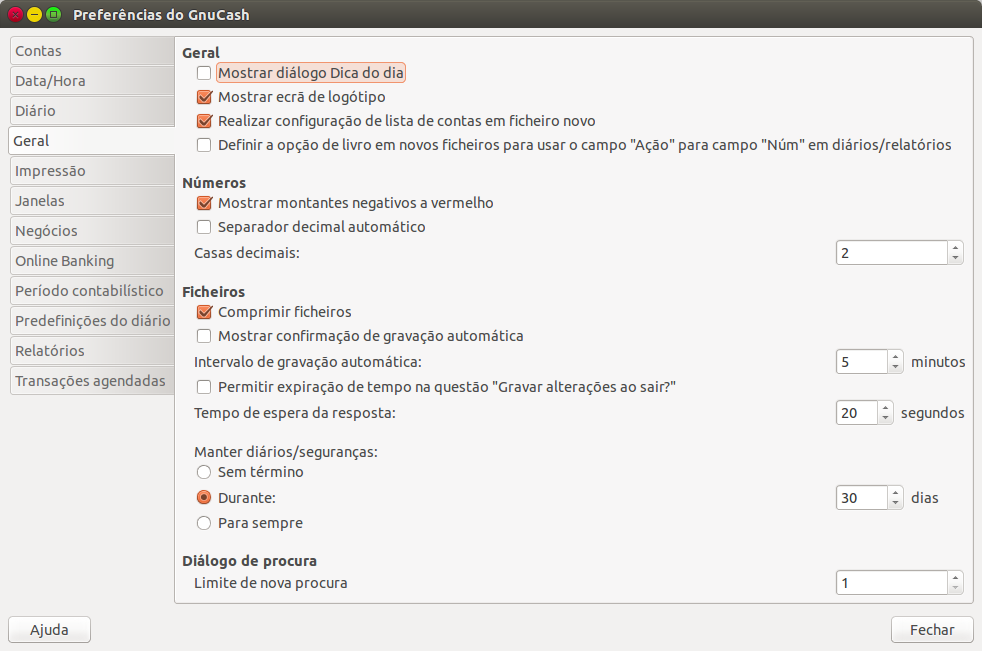 Preferências do GnuCash
Contas
Data/Hora
Diário
Geral
Impressão
Janelas
Negócios
Online Banking
Período contabilístico
Predefinições do diário
Relatórios
Transações agendadas
Geral
Mostrar diálogo Dica do dia
Mostrar ecrã de logótipo
Realizar configuração de lista de contas em ficheiro novo
Definir a opção de livro em novos ficheiros para usar o campo "Ação" para campo "Núm" em diários/relatórios
Números
Mostrar montantes negativos a vermelho
Separador decimal automático
Casas decimais: 2
Ficheiros
Comprimir ficheiros
Mostrar confirmação de gravação automática
Intervalo de gravação automática: 5 minutos
Permitir expiração de tempo na questão "Gravar alterações ao sair?"
Tempo de espera da resposta: 20 segundos
Manter diários/seguranças:
Sem término
Durante: 30 dias
Para sempre
Diálogo de procura
Limite de nova procura 1
Ajuda Fechar